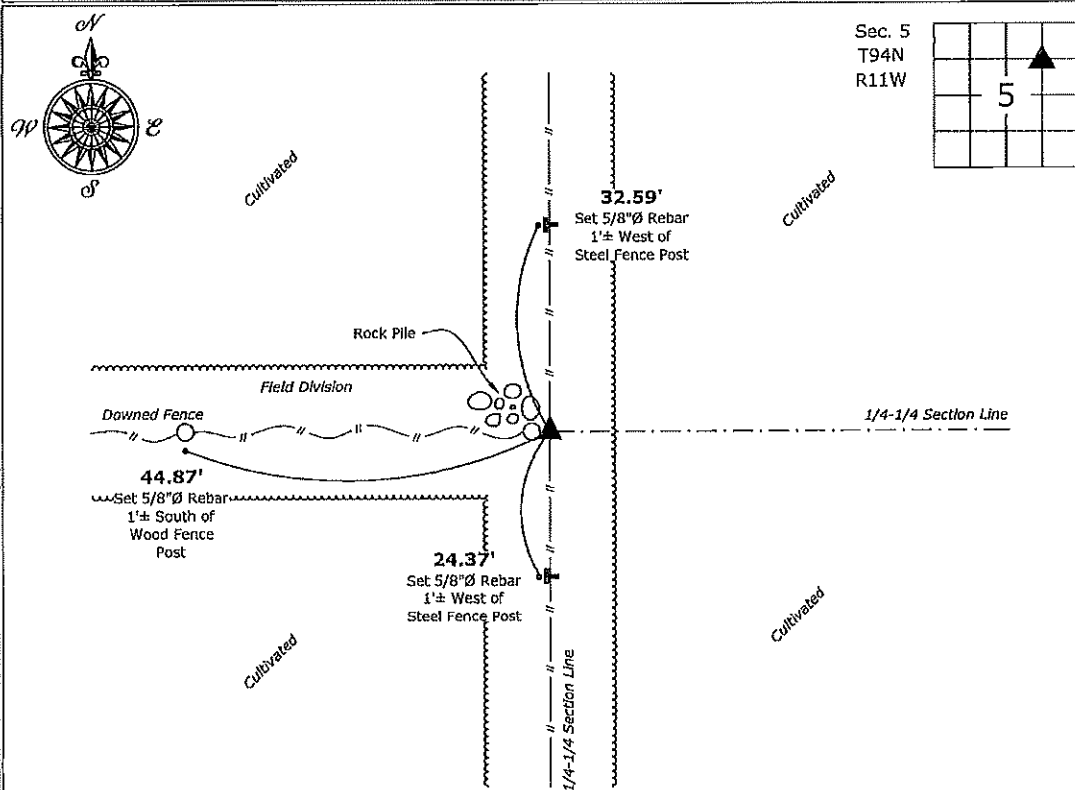 N
W
E
S
Sec. 5
T94N
R11W
5
Cultivated
Cultivated
32.59'
Set 5/8"Ø Rebar
1'± West of
Steel Fence Post
Rock Pile
Field Division
Downed Fence
1/4-1/4 Section Line
44.87'
Set 5/8"Ø Rebar
1'± South of
Wood Fence
Post
24.37'
Set 5/8"Ø Rebar
1'± West of
Steel Fence Post
Cultivated
Cultivated
1/4-1/4 Section Line